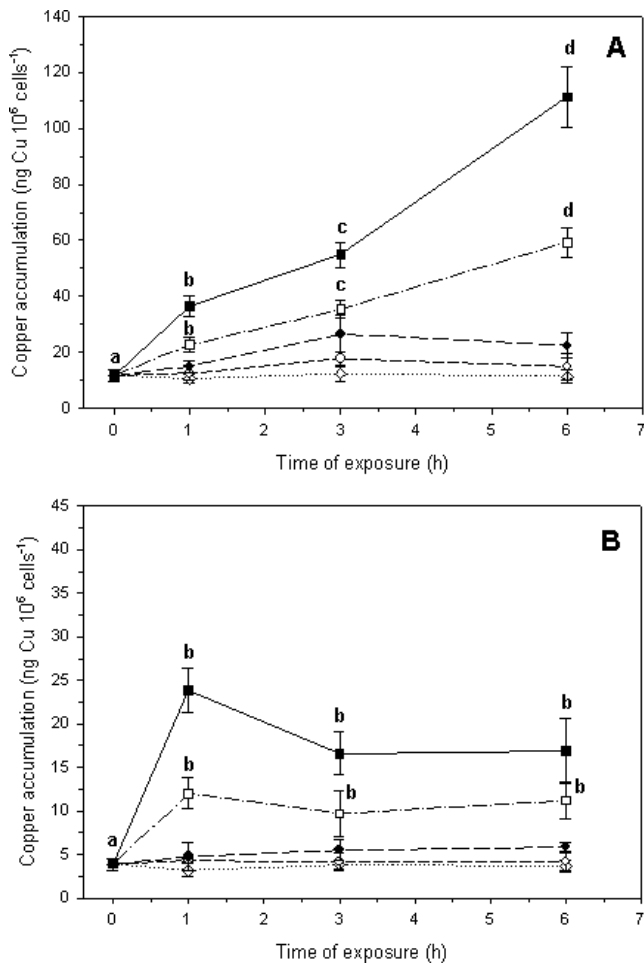 A
140
120
100
80
60
40
20
0
Copper accumulation (ng Cu 10⁶ cells⁻¹)
a
b
b
c
c
d
d
0 1 2 3 4 5 6 7
Time of exposure (h)
B
45
40
35
30
25
20
15
10
5
0
Copper accumulation (ng Cu 10⁶ cells⁻¹)
a
b
b
b
b
b
b
0 1 2 3 4 5 6 7
Time of exposure (h)